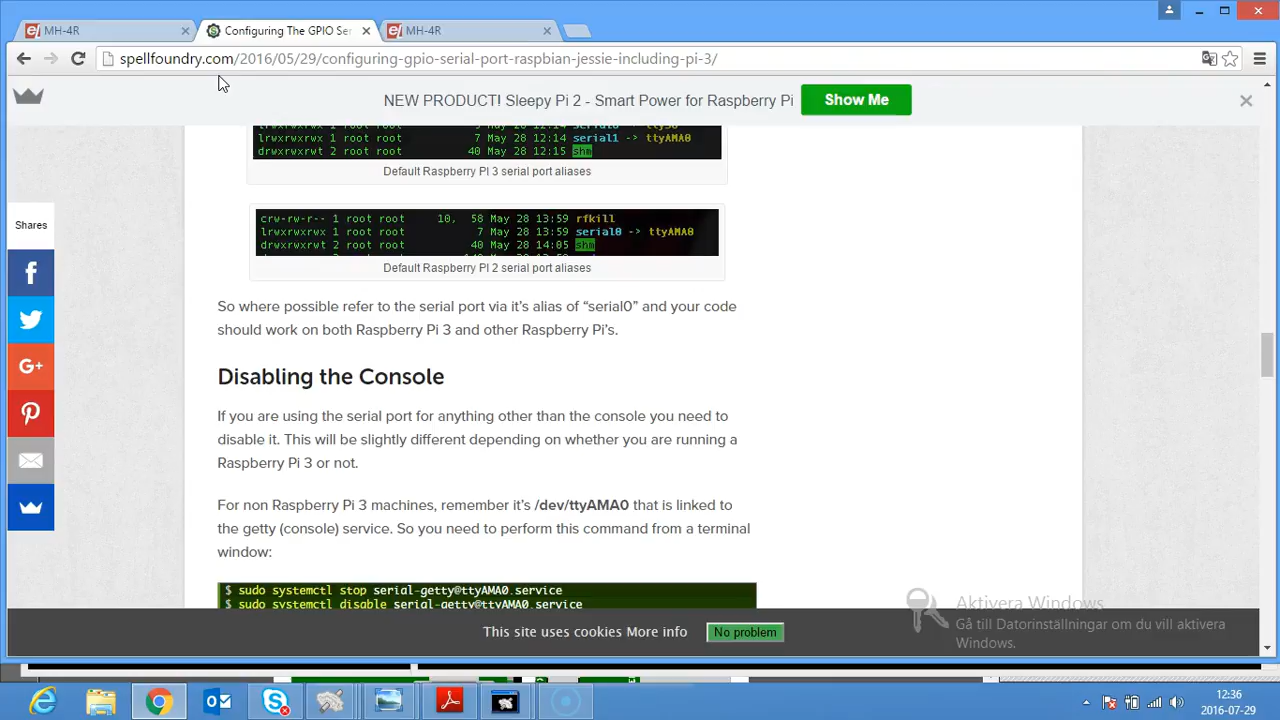 MH-4R
Configuring The GPIO Se
MH-4R
spellfoundry.com/2016/05/29/configuring-gpio-serial-port-raspbian-jessie-including-pi-3/
NEW PRODUCT! Sleepy Pi 2 - Smart Power for Raspberry Pi
Show Me
lrwxrwxrwx 1 root root 7 May 28 12:14 serial1 -> ttyAMA0
drwxrwxrwt 2 root root 40 May 28 12:15 shm
Default Raspberry PI 3 serial port aliases
crw-rw-r-- 1 root root 10, 58 May 28 13:59 rfkill
lrwxrwxrwx 1 root root 7 May 28 13:59 serial0 -> ttyAMA0
drwxrwxrwt 2 root root 40 May 28 14:05 shm
Default Raspberry PI 2 serial port aliases
Shares
So where possible refer to the serial port via it's alias of “serial0” and your code
should work on both Raspberry Pi 3 and other Raspberry Pi's.
Disabling the Console
If you are using the serial port for anything other than the console you need to
disable it. This will be slightly different depending on whether you are running a
Raspberry Pi 3 or not.
For non Raspberry Pi 3 machines, remember it's /dev/ttyAMA0 that is linked to
the getty (console) service. So you need to perform this command from a terminal
window:
$ sudo systemctl stop serial-getty@ttyAMA0.service
$ sudo systemctl disable serial-getty@ttyAMA0.service
This site uses cookies More info
No problem
Aktivera Windows
Gå till Datorinställningar om du vill aktivera
Windows.
12:36
2016-07-29